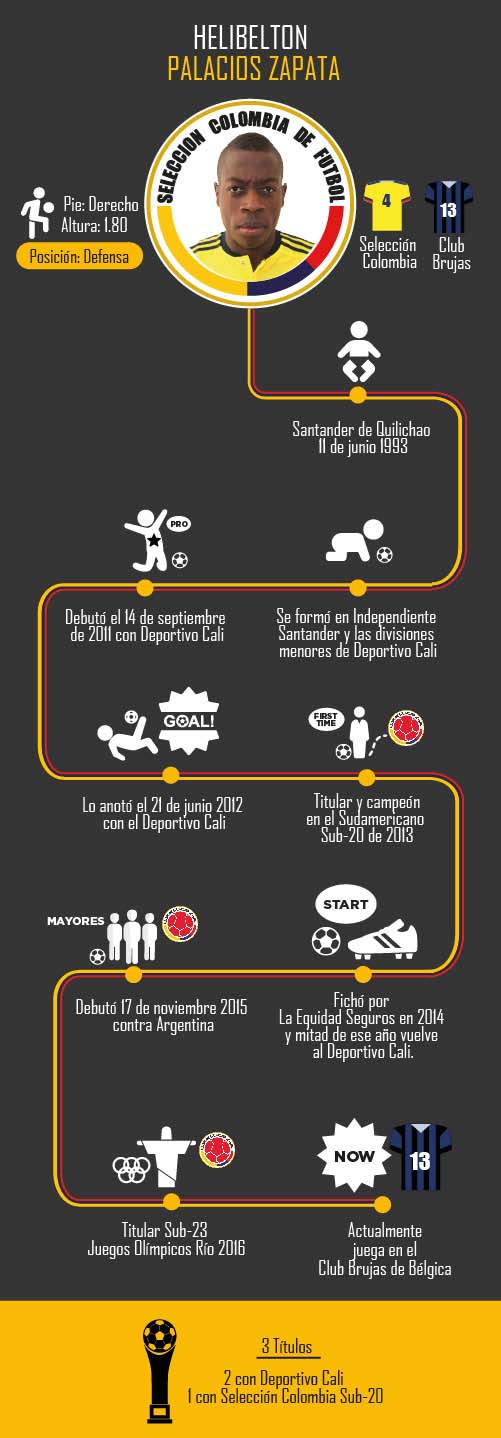 HELIBELTON
PALACIOS ZAPATA
SELECCION COLOMBIA DE FUTBOL
Pie: Derecho
Altura: 1.80
Posición: Defensa
4
Selección
Colombia
13
Club
Brujas
Santander de Quilichao
11 de junio 1993
PRO
Debutó el 14 de septiembre
de 2011 con Deportivo Cali
Se formó en Independiente
Santander y las divisiones
menores de Deportivo Cali
GOAL!
Lo anotó el 21 de junio 2012
con el Deportivo Cali
FIRST
TIME
Titular y campeón
en el Sudamericano
Sub-20 de 2013
MAYORES
Debutó 17 de noviembre 2015
contra Argentina
START
Fichó por
La Equidad Seguros en 2014
y mitad de ese año vuelve
al Deportivo Cali.
Titular Sub-23
Juegos Olímpicos Río 2016
NOW
13
Actualmente
juega en el
Club Brujas de Bélgica
3 Títulos
2 con Deportivo Cali
1 con Selección Colombia Sub-20